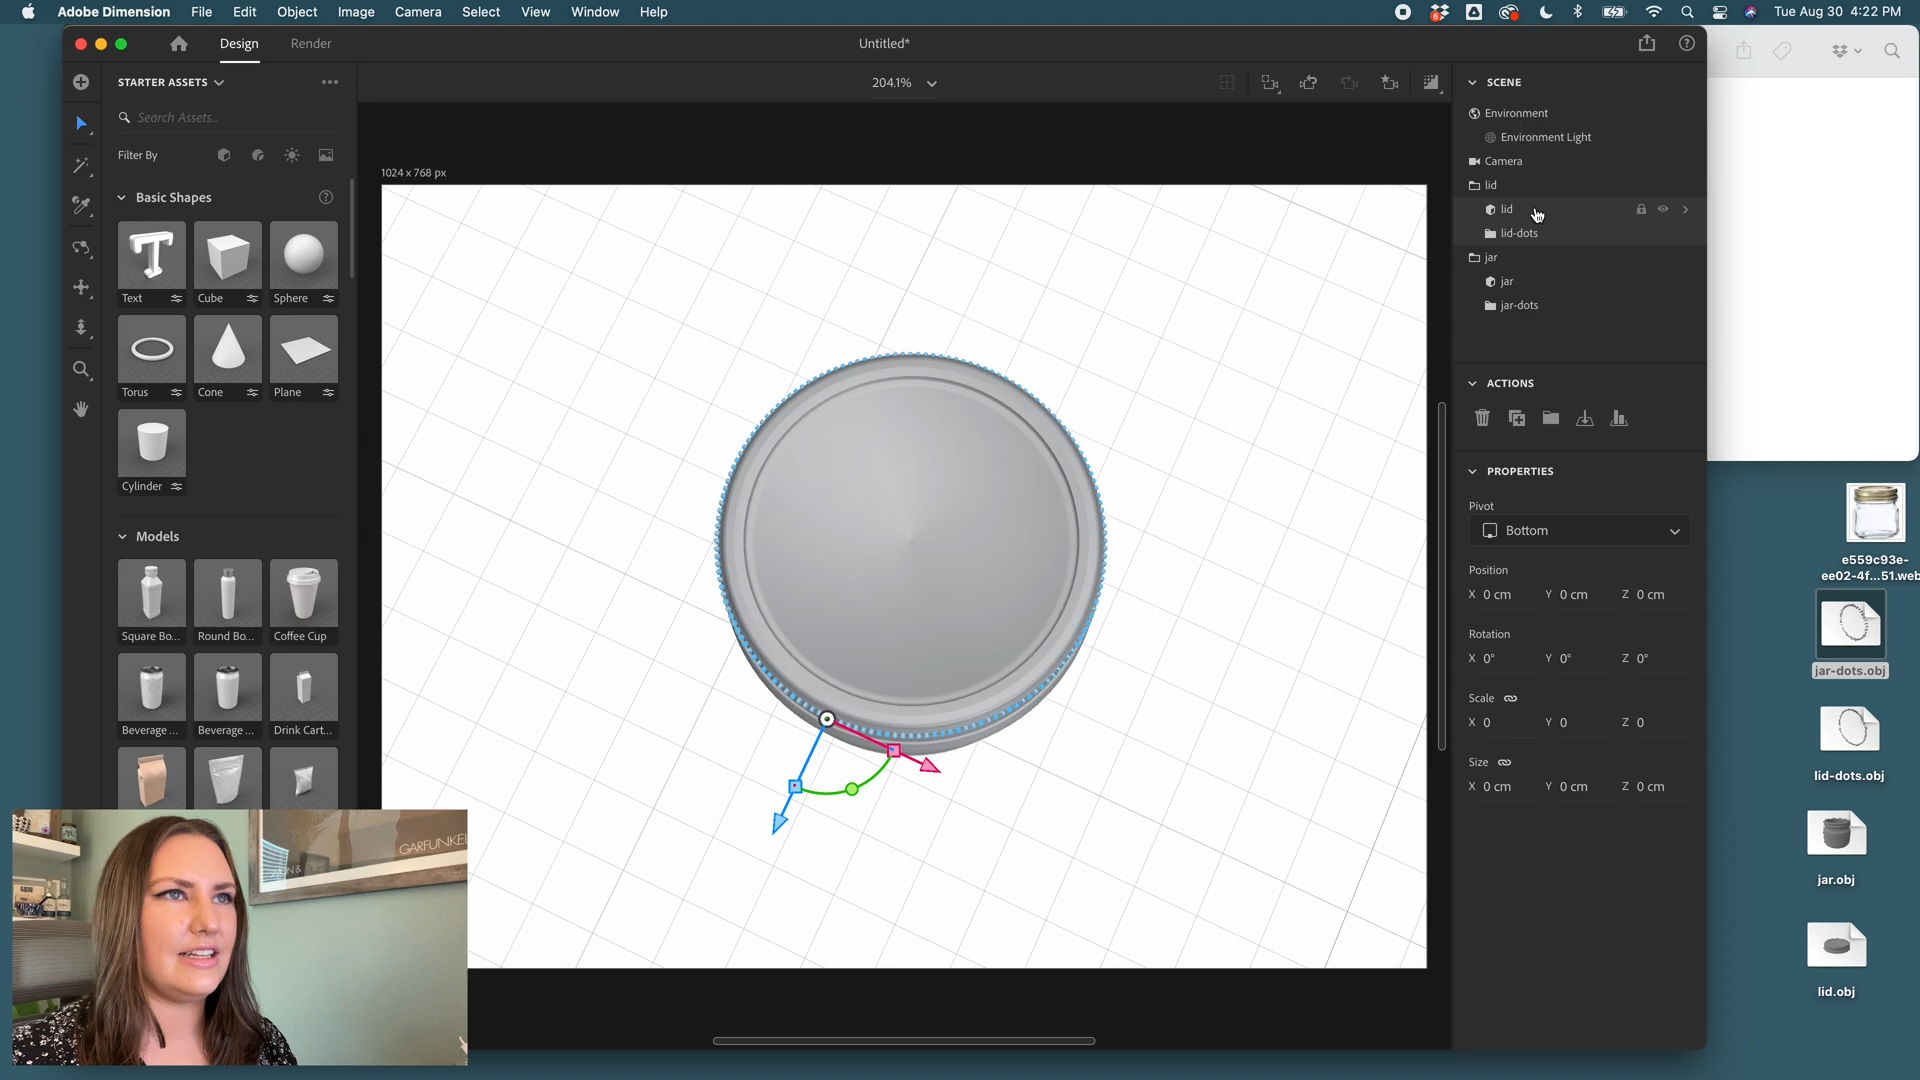 Adobe Dimension File Edit Object Image Camera Select View Window Help
6
Tue Aug 30 4:22 PM
Design Render
Untitled*
STARTER ASSETS
204.1%
SCENE
Search Assets...
Environment
Environment Light
Filter By
Camera
1024 x 768 px
lid
Basic Shapes
lid
lid-dots
jar
jar
Text Cube Sphere
jar-dots
ACTIONS
Torus Cone Plane
PROPERTIES
Cylinder
Pivot
Bottom
Models
Position
X 0 cm Y 0 cm Z 0 cm
e559c93e-
ee02-4f...51.web
Square Bo... Round Bo... Coffee Cup
Rotation
X 0° Y 0° Z 0°
jar-dots.obj
Scale
X 0 Y 0 Z 0
Beverage ... Beverage ... Drink Cart...
Size
X 0 cm Y 0 cm Z 0 cm
lid-dots.obj
GARFUNKEL
jar.obj
lid.obj